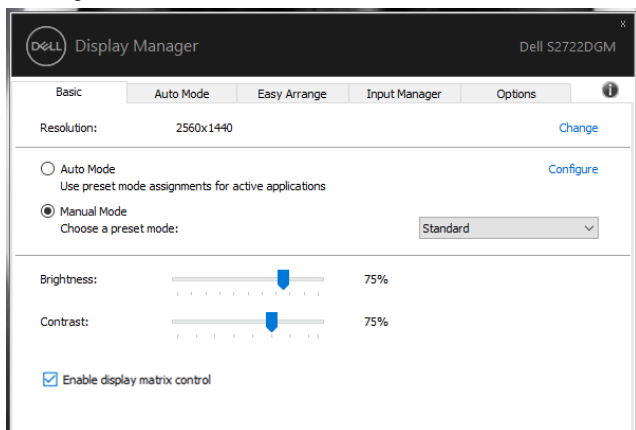 DELL Display Manager Dell S2722DGM x
Basic Auto Mode Easy Arrange Input Manager Options i
Resolution: 2560x1440 Change
Auto Mode Configure
Use preset mode assignments for active applications
Manual Mode
Choose a preset mode: Standard
Brightness: 75%
Contrast: 75%
Enable display matrix control